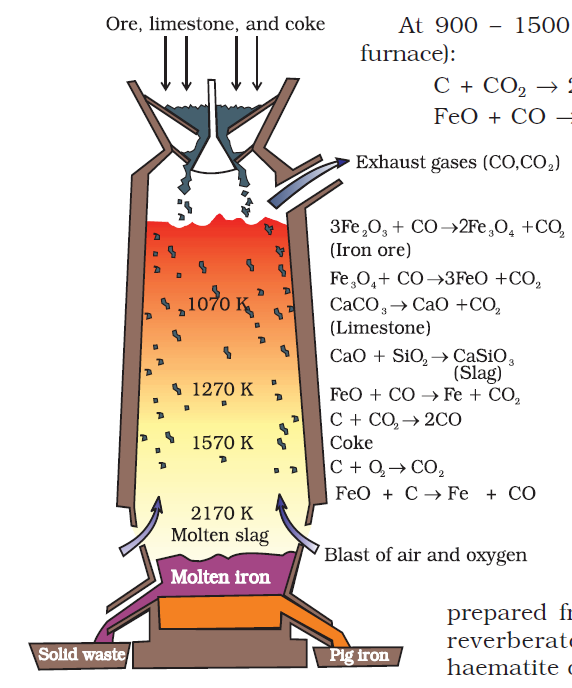 Ore, limestone, and coke
At 900 – 1500
furnace):
C + CO₂ →
FeO + CO
Exhaust gases (CO,CO₂)
3Fe₂O₃ + CO→2Fe₃O₄ +CO₂
(Iron ore)
Fe₃O₄+ CO→3FeO +CO₂
1070 K
CaCO₃→ CaO +CO₂
(Limestone)
CaO + SiO₂→ CaSiO₃
(Slag)
1270 K
FeO + CO → Fe + CO₂
C + CO₂→ 2CO
1570 K
Coke
C + O₂→ CO₂
FeO + C→ Fe + CO
2170 K
Molten slag
Blast of air and oxygen
Molten iron
prepared
reverberat
haematite
Solid waste
Pig iron